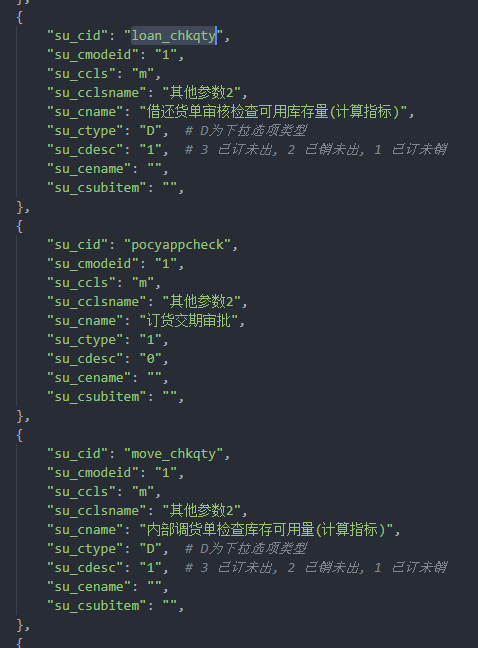 },
{
"su_cid": "loan_chkqty",
"su_cmodeid": "1",
"su_ccls": "m",
"su_cclsname": "其他参数2",
"su_cname": "借还货单审核检查可用库存量(计算指标)",
"su_ctype": "D",  # D为下拉选项类型
"su_cdesc": "1",  # 3 已订未出, 2 已销未出, 1 已订未销
"su_cename": "",
"su_csubitem": "",
},
{
"su_cid": "pocyappcheck",
"su_cmodeid": "1",
"su_ccls": "m",
"su_cclsname": "其他参数2",
"su_cname": "订货交期审批",
"su_ctype": "1",
"su_cdesc": "0",
"su_cename": "",
"su_csubitem": "",
},
{
"su_cid": "move_chkqty",
"su_cmodeid": "1",
"su_ccls": "m",
"su_cclsname": "其他参数2",
"su_cname": "内部调货单检查库存可用量(计算指标)",
"su_ctype": "D",  # D为下拉选项类型
"su_cdesc": "1",  # 3 已订未出, 2 已销未出, 1 已订未销
"su_cename": "",
"su_csubitem": "",
},
{